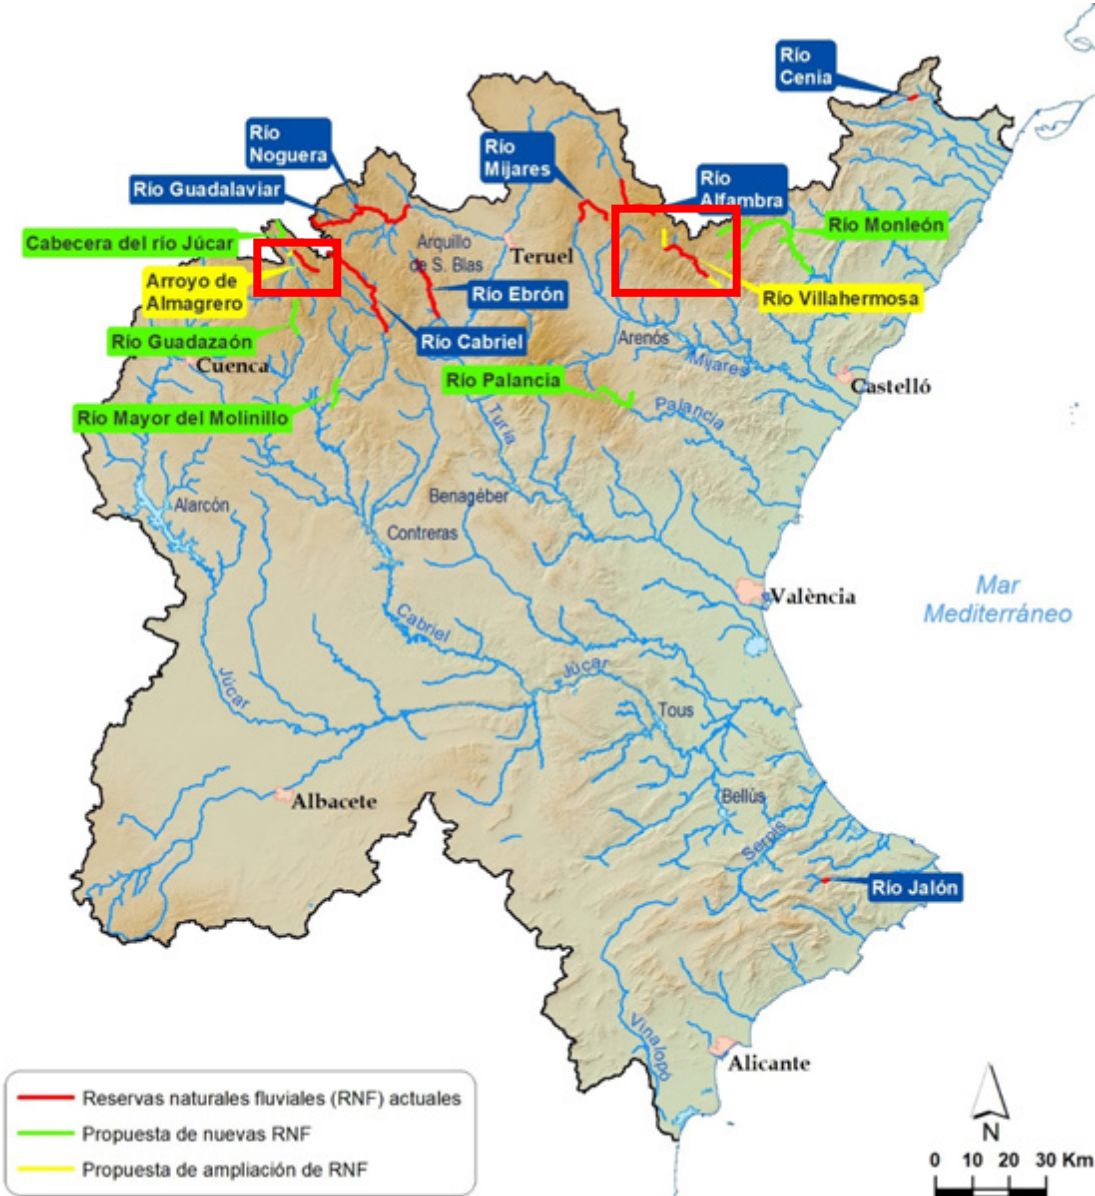 Río
Cenia
Río
Noguera
Río
Mijares
Río
Alfambra
Río Guadalaviar
Río Monleón
Cabecera del río Júcar
Arquillo
de S. Blas
Teruel
Arroyo de
Almagrero
Río Ebrón
Río Villahermosa
Río Guadazaón
Río Cabriel
Arenós
Mijares
Cuenca
Río Palancia
Castelló
Río Mayor del Molinillo
Turia
Palancia
Alarcón
Benagéber
Contreras
València
Mar
Mediterráneo
Cabriel
Júcar
Júcar
Tous
Albacete
Bellús
Serpis
Río Jalón
Vinalopó
Alicante
Reservas naturales fluviales (RNF) actuales
Propuesta de nuevas RNF
Propuesta de ampliación de RNF
N
0 10 20 30 Km